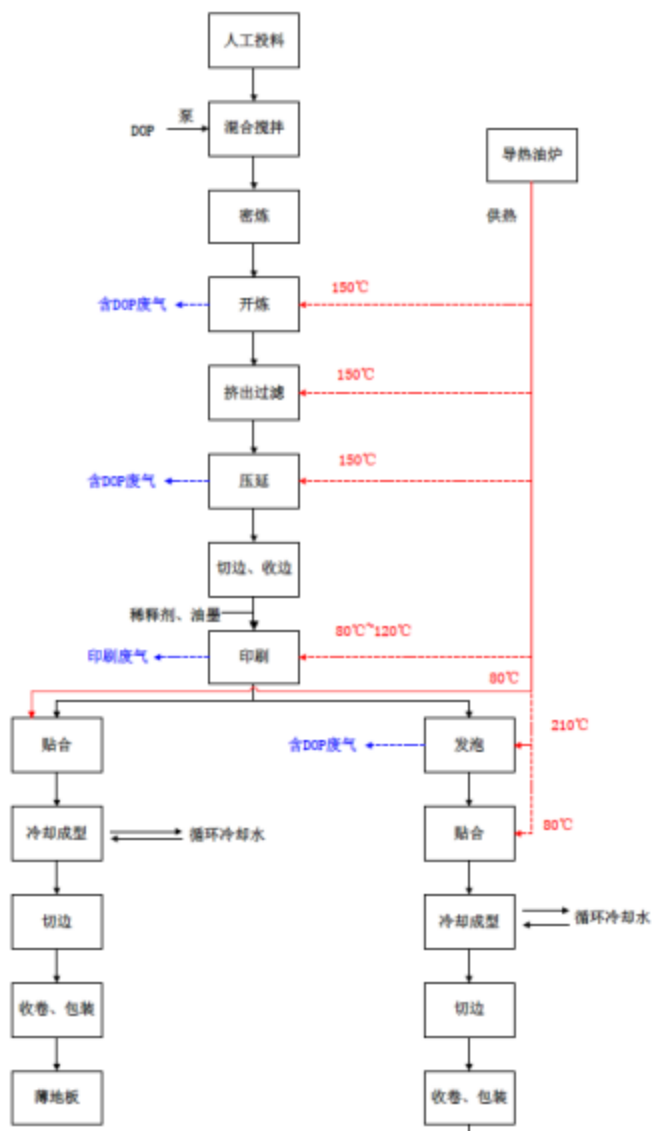 人工投料
泵
DOP
混合搅拌
导热油炉
供热
密炼
150℃
含DOP废气
开炼
150℃
挤出过滤
150℃
含DOP废气
压延
切边、收边
稀释剂、油墨
80℃~120℃
印刷废气
印刷
80℃
贴合
含DOP废气
发泡
210℃
冷却成型
循环冷却水
贴合
80℃
切边
冷却成型
循环冷却水
收卷、包装
切边
薄地板
收卷、包装